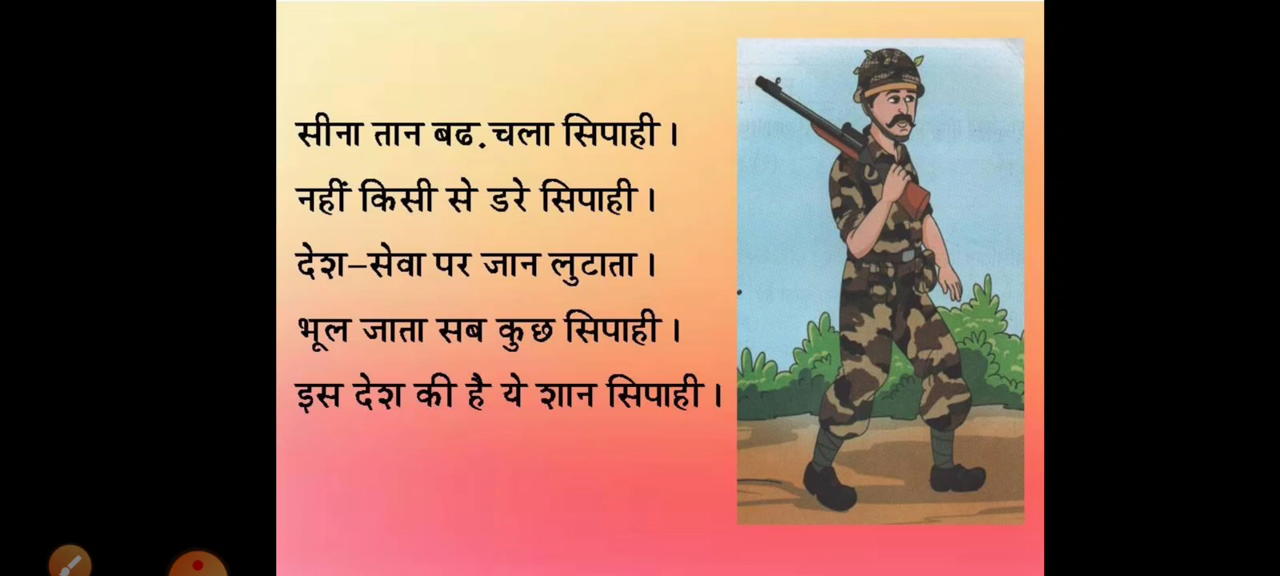 सीना तान बढ.चला सिपाही ।
नहीं किसी से डरे सिपाही ।
देश–सेवा पर जान लुटाता ।
भूल जाता सब कुछ सिपाही ।
इस देश की है ये शान सिपाही ।